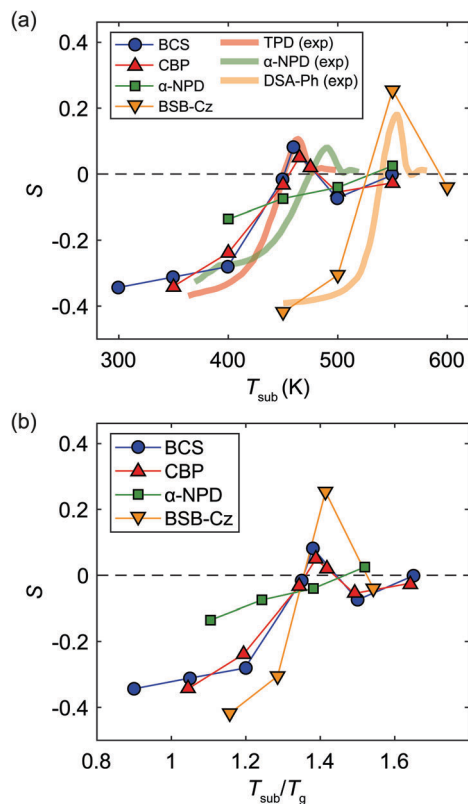 (a)
0.4
0.2
0
-0.2
-0.4
S
BCS
CBP
α-NPD
BSB-Cz
TPD (exp)
α-NPD (exp)
DSA-Ph (exp)
300 400 500 600
Tsub (K)
(b)
0.4
0.2
0
-0.2
-0.4
S
BCS
CBP
α-NPD
BSB-Cz
0.8 1 1.2 1.4 1.6
Tsub/Tg